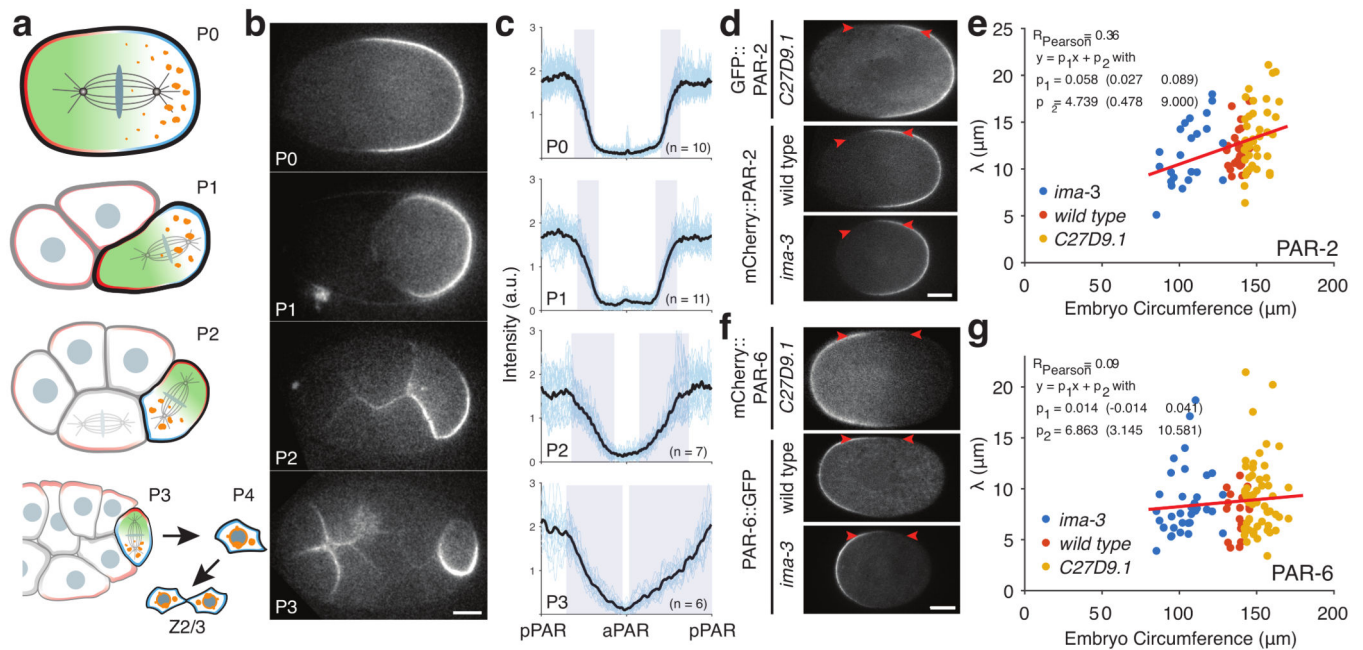 a
P0
P1
P2
P3
P4
Z2/3
b
P0
P1
P2
P3
c
Intensity (a.u.)
3
2
1
0
P0
(n = 10)
3
2
1
0
P1
(n = 11)
3
2
1
0
P2
(n = 7)
3
2
1
0
P3
(n = 6)
pPAR
aPAR
pPAR
d
GFP::
PAR-2
C27D9.1
mCherry::PAR-2
wild type
ima-3
e
RPearson= 0.36
y = p1x + p2 with
p1 = 0.058 (0.027 0.089)
p2 = 4.739 (0.478 9.000)
λ (µm)
25
20
15
10
5
0
ima-3
wild type
C27D9.1
PAR-2
0
50
100
150
200
Embryo Circumference (µm)
f
mCherry::
PAR-6
C27D9.1
PAR-6::GFP
wild type
ima-3
g
RPearson= 0.09
y = p1x + p2 with
p1 = 0.014 (-0.014 0.041)
p2 = 6.863 (3.145 10.581)
λ (µm)
25
20
15
10
5
0
ima-3
wild type
C27D9.1
PAR-6
0
50
100
150
200
Embryo Circumference (µm)